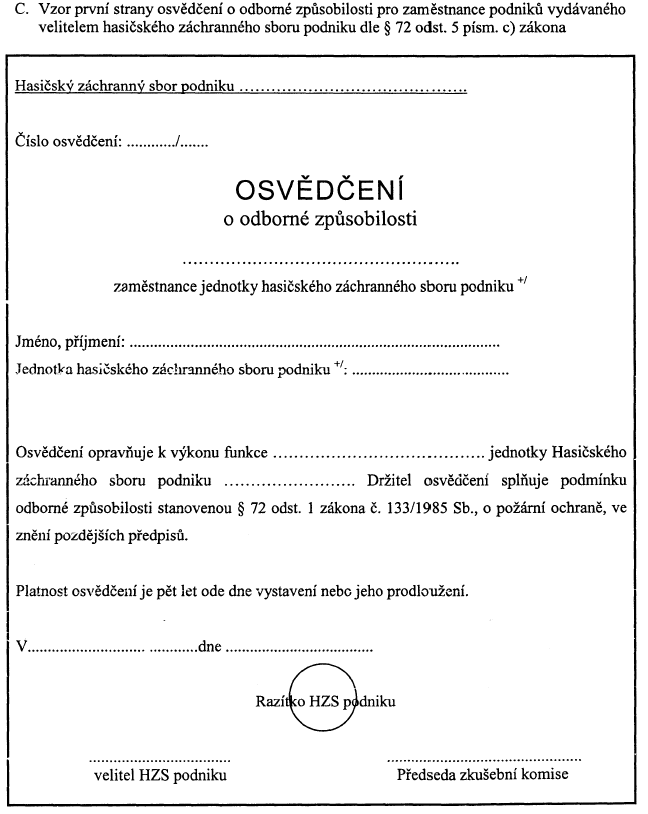 C. Vzor první strany osvědčení o odborné způsobilosti pro zaměstnance podniků vydávaného
velitelem hasičského záchranného sboru podniku dle § 72 odst. 5 písm. c) zákona
Hasičský záchranný sbor podniku ..........................................
Číslo osvědčení: ............/.......
OSVĚDČENÍ
o odborné způsobilosti
....................................................
zaměstnance jednotky hasičského záchranného sboru podniku +/
Jméno, příjmení: ............................................................................................
Jednotka hasičského záchranného sboru podniku +/: .......................................
Osvědčení opravňuje k výkonu funkce ........................................ jednotky Hasičského
záchranného sboru podniku ......................... Držitel osvědčení splňuje podmínku
odborné způsobilosti stanovenou § 72 odst. 1 zákona č. 133/1985 Sb., o požární ochraně, ve
znění pozdějších předpisů.
Platnost osvědčení je pět let ode dne vystavení nebo jeho prodloužení.
V............................. ............dne .....................................
Razítko HZS podniku
................................... ................................................
velitel HZS podniku Předseda zkušební komise